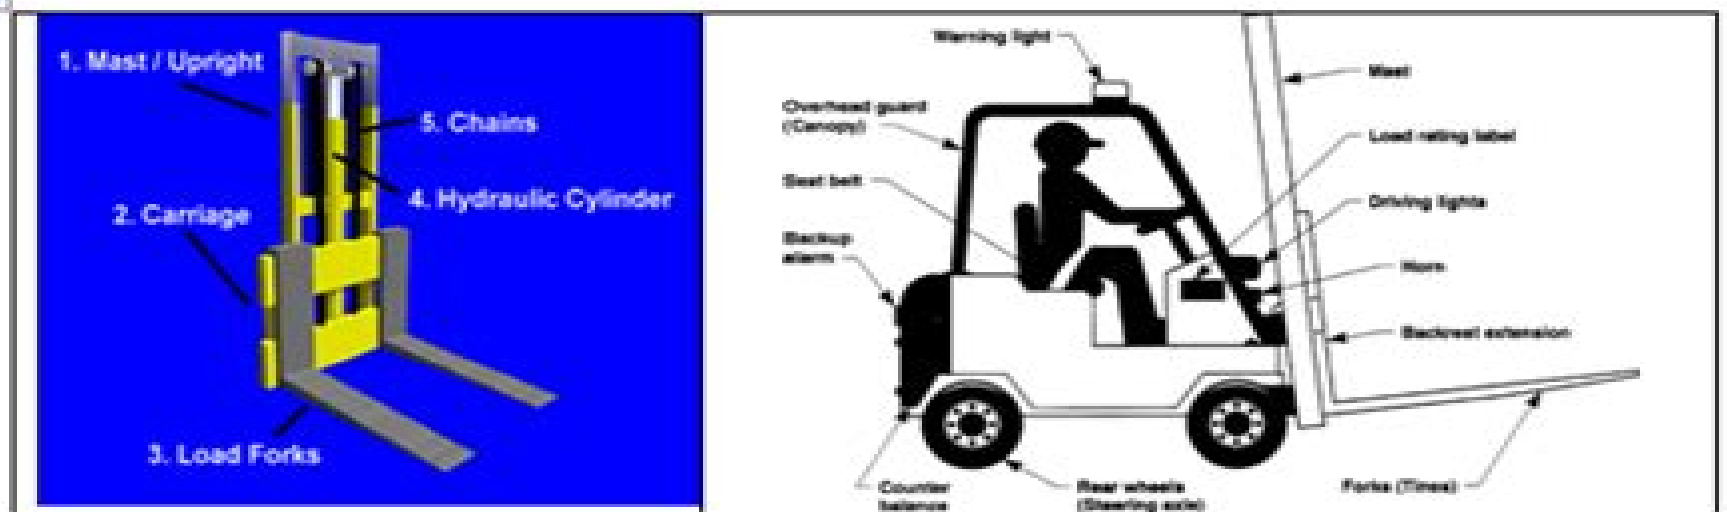 1. Mast / Upright
5. Chains
4. Hydraulic Cylinder
2. Carriage
3. Load Forks
Warning light
Mast
Overhead guard
(Canopy)
Load rating label
Seat belt
Driving lights
Backup
alarm
Horn
Backrest extension
Counter
balance
Rear wheels
(Steering axle)
Forks (Tines)